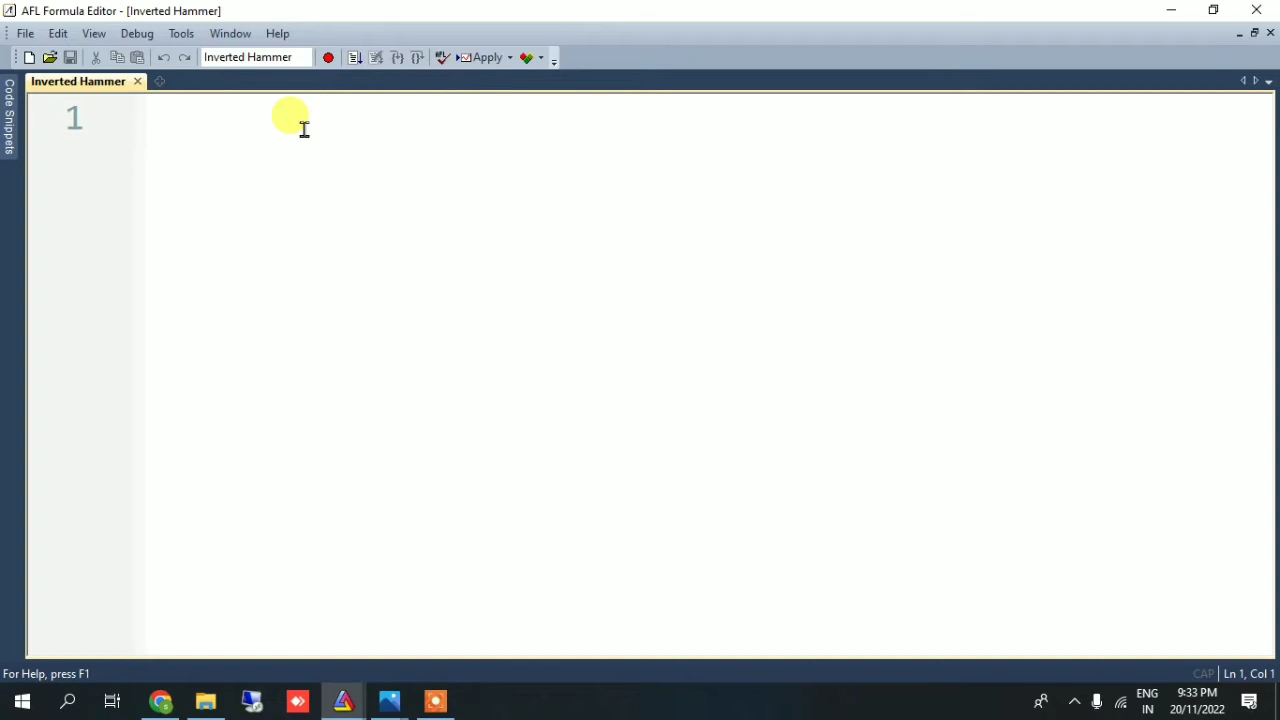 AFL Formula Editor - [Inverted Hammer]
File Edit View Debug Tools Window Help
Inverted Hammer Apply
Inverted Hammer
Code Snippets
1
For Help, press F1 CAP Ln 1, Col 1
ENG 9:33 PM
IN 20/11/2022